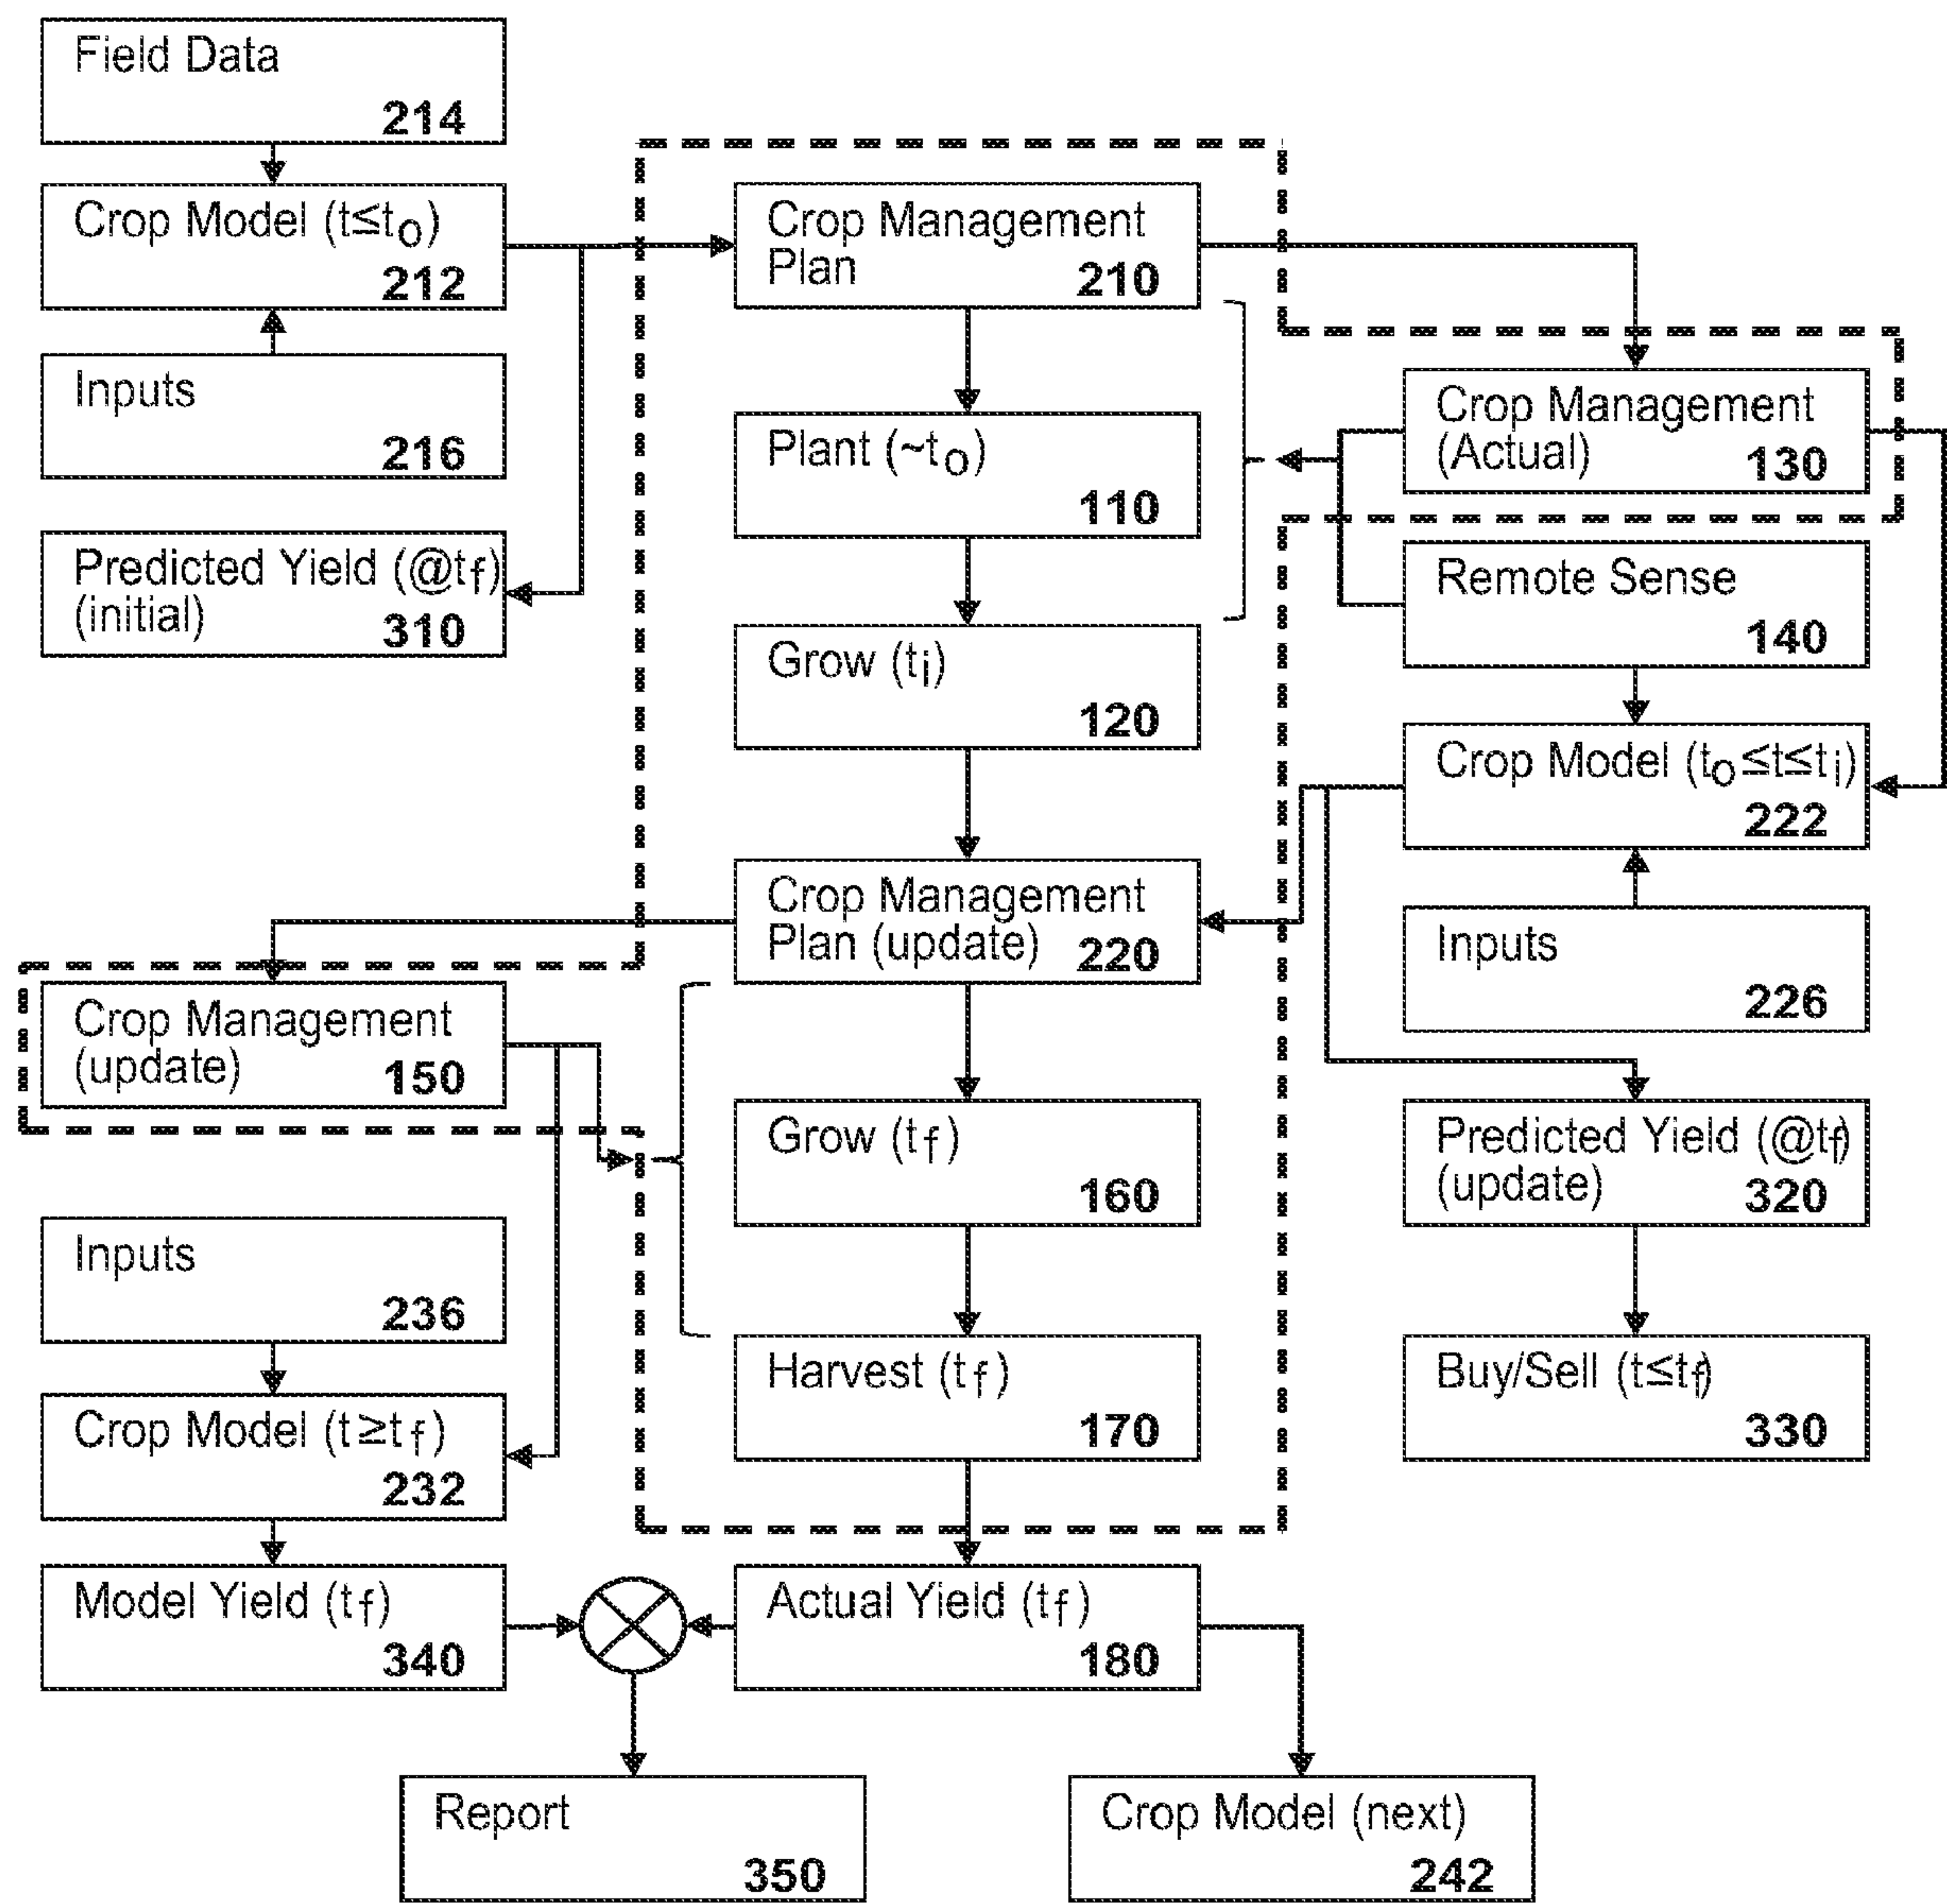 Field Data
214
Crop Model (t≤to)
212
Inputs
216
Predicted Yield (@tf)
(initial)
310
Crop Management
Plan
210
Plant (~to)
110
Grow (ti)
120
Crop Management
(Actual)
130
Remote Sense
140
Crop Model (to≤t≤ti)
222
Inputs
226
Crop Management
Plan (update)
220
Crop Management
(update)
150
Grow (tf)
160
Predicted Yield (@tf)
(update)
320
Inputs
236
Harvest (tf)
170
Buy/Sell (t≤tf)
330
Crop Model (t≥tf)
232
Model Yield (tf)
340
Actual Yield (tf)
180
Report
350
Crop Model (next)
242